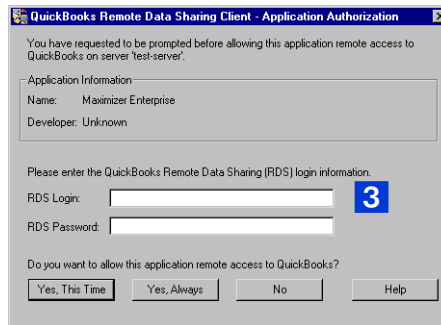 QuickBooks Remote Data Sharing Client - Application Authorization
You have requested to be prompted before allowing this application remote access to
QuickBooks on server 'test-server'.
Application Information
Name: Maximizer Enterprise
Developer: Unknown
Please enter the QuickBooks Remote Data Sharing (RDS) login information.
RDS Login:
3
RDS Password:
Do you want to allow this application remote access to QuickBooks?
Yes, This Time Yes, Always No Help